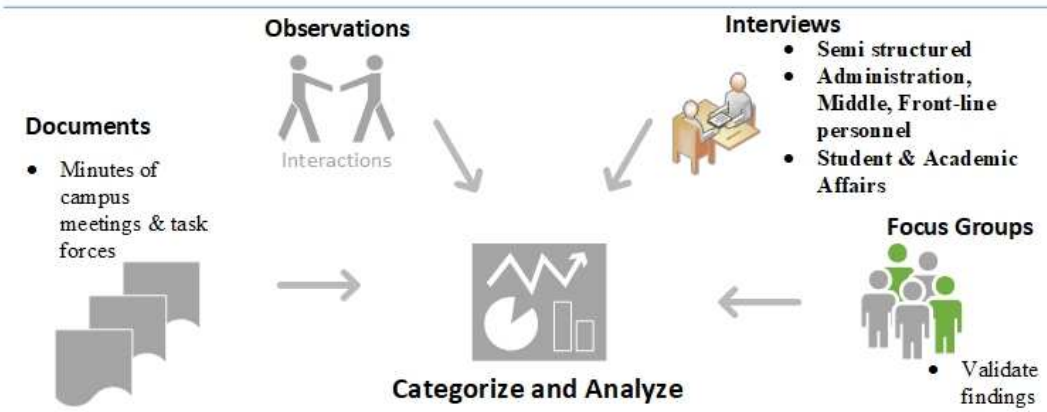 Observations
Interactions
Interviews
• Semi structured
• Administration,
Middle, Front-line
personnel
• Student & Academic
Affairs
Documents
• Minutes of
campus
meetings & task
forces
Focus Groups
• Validate
findings
Categorize and Analyze